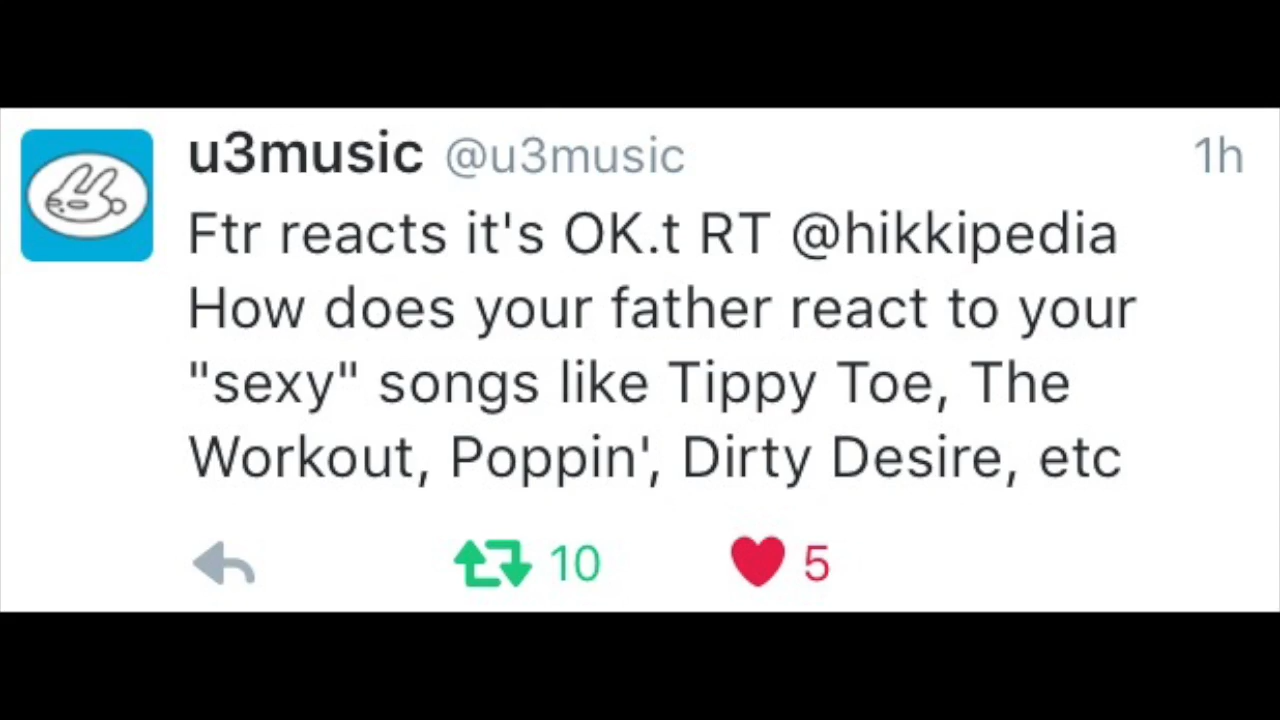 u3music @u3music 1h
Ftr reacts it's OK.t RT @hikkipedia
How does your father react to your
"sexy" songs like Tippy Toe, The
Workout, Poppin', Dirty Desire, etc
10 5